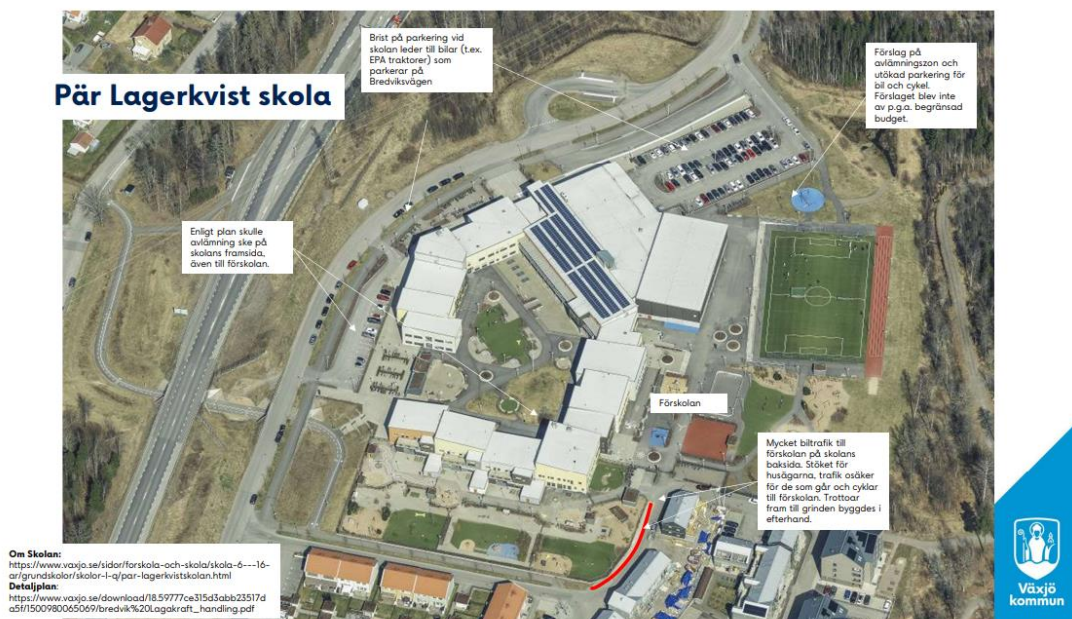 Pär Lagerkvist skola
Brist på parkering vid
skolan leder till bilar (t.ex.
EPA traktorer) som
parkerar på
Bredviksvägen
Förslag på
avlämningszon och
utökad parkering för
bil och cykel.
Förslaget blev inte
av p.g.a. begränsad
budget.
Enligt plan skulle
avlämning ske på
skolans framsida,
även till förskolan.
Förskolan
Mycket biltrafik till
förskolan på skolans
baksida. Stöket för
husägarna, trafik osäker
för de som går och cyklar
till förskolan. Trottoar
fram till grinden byggdes i
efterhand.
Om Skolan:
https://www.vaxjo.se/sidor/forskola-och-skola/skola-6---16-
ar/grundskolor/skolor-l-q/par-lagerkvistskolan.html
Detaljplan:
https://www.vaxjo.se/download/18.59777ce315d3abb23517d
a5f/1500980065069/bredvik%20Lagakraft_handling.pdf
Växjö
kommun